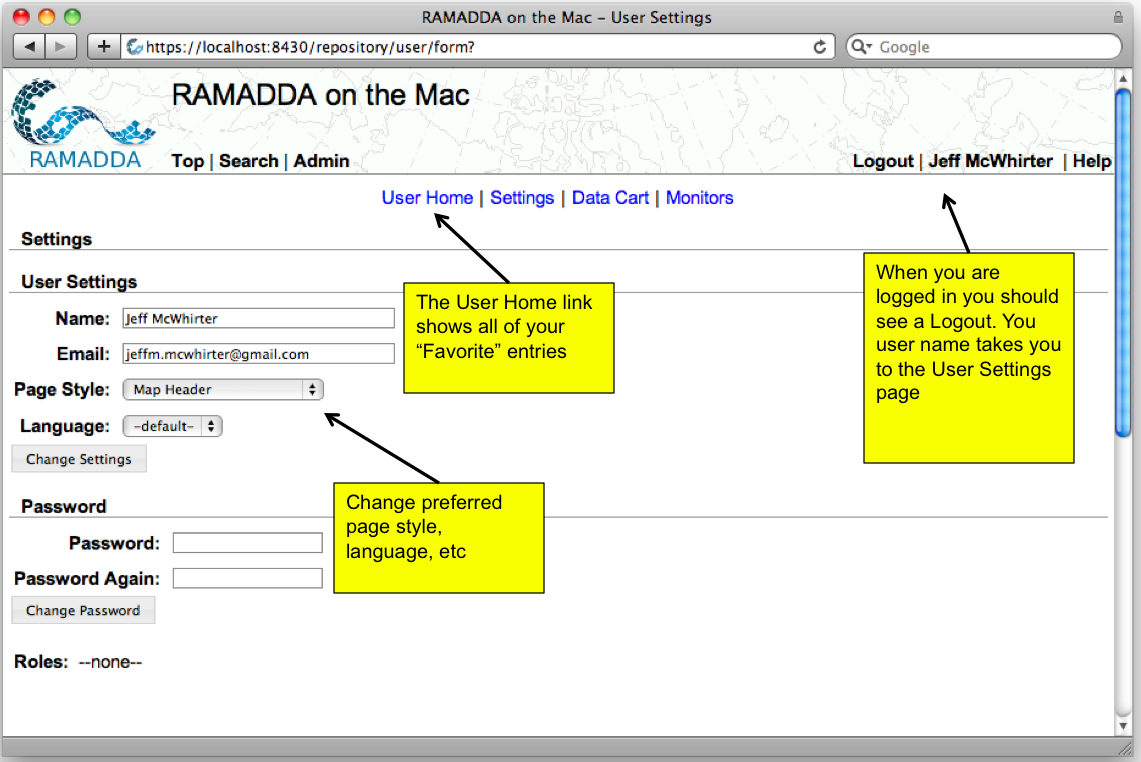 RAMADDA on the Mac – User Settings
https://localhost:8430/repository/user/form?
Google
RAMADDA on the Mac
RAMADDA
Top | Search | Admin
Logout | Jeff McWhirter | Help
User Home | Settings | Data Cart | Monitors
Settings
User Settings
Name: Jeff McWhirter
Email: jeffm.mcwhirter@gmail.com
Page Style: Map Header
Language: -default-
Change Settings
The User Home link
shows all of your
“Favorite” entries
When you are
logged in you should
see a Logout. You
user name takes you
to the User Settings
page
Password
Password:
Password Again:
Change Password
Change preferred
page style,
language, etc
Roles: --none--